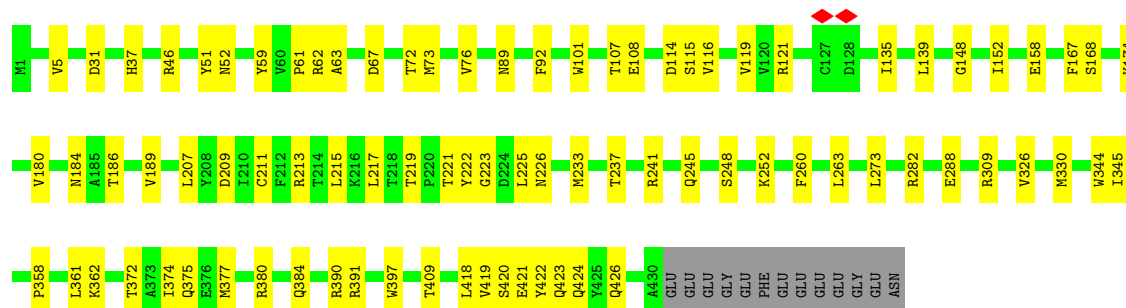 M1 V5 D31 H37 R46 Y51 N52 Y59 V60 P61 R62 A63 D67 T72 M73 V76 N89 F92 W101 T107 E108 D114 S115 V116 V119 V120 R121 C127 D128 I135 L139 G148 I152 E158 F167 S168
V180 N184 A185 T186 V189 L207 Y208 D209 I210 C211 F212 R213 T214 L215 K216 L217 T218 T219 P220 T221 Y222 G223 D224 L225 N226 M233 T237 R241 Q245 S248 K252 F260 L263 L273 R282 E288 R309 V326 M330 W344 I345
P358 L361 K362 T372 A373 I374 Q375 E376 M377 R380 Q384 R390 R391 W397 T409 L418 V419 S420 E421 Y422 Q423 Q424 Y425 Q426 A430 GLU GLU GLU GLY GLU PHE GLU GLU GLU GLU GLY GLU ASN